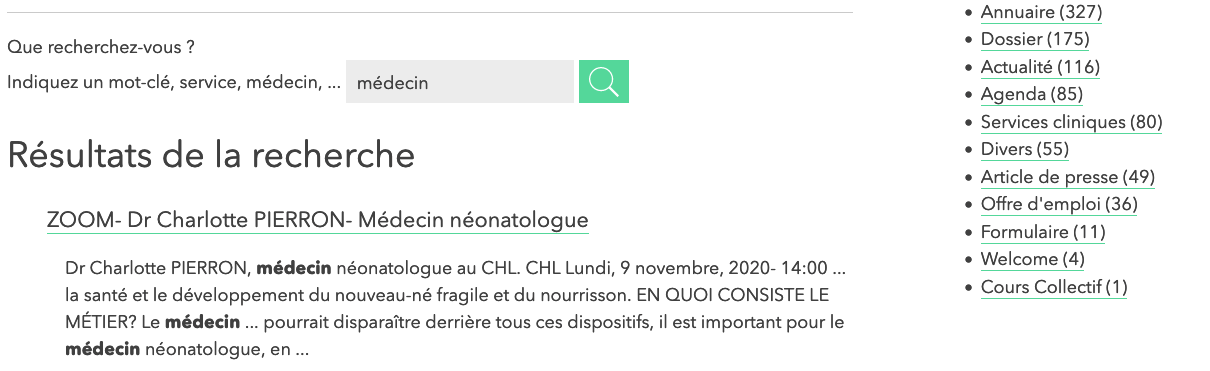 Que recherchez-vous ?
Indiquez un mot-clé, service, médecin, ... médecin
Résultats de la recherche
ZOOM- Dr Charlotte PIERRON- Médecin néonatologue
Dr Charlotte PIERRON, médecin néonatologue au CHL. CHL Lundi, 9 novembre, 2020- 14:00 ...
la santé et le développement du nouveau-né fragile et du nourrisson. EN QUOI CONSISTE LE
MÉTIER? Le médecin ... pourrait disparaître derrière tous ces dispositifs, il est important pour le
médecin néonatologue, en ...
• Annuaire (327)
• Dossier (175)
• Actualité (116)
• Agenda (85)
• Services cliniques (80)
• Divers (55)
• Article de presse (49)
• Offre d'emploi (36)
• Formulaire (11)
• Welcome (4)
• Cours Collectif (1)